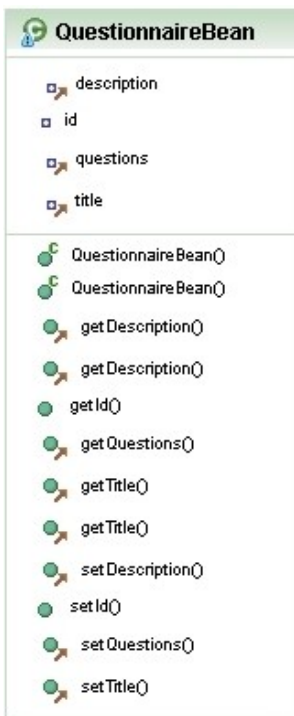 QuestionnaireBean
description
id
questions
title
QuestionnaireBean()
QuestionnaireBean()
getDescription()
getDescription()
getId()
getQuestions()
getTitle()
getTitle()
setDescription()
setId()
setQuestions()
setTitle()